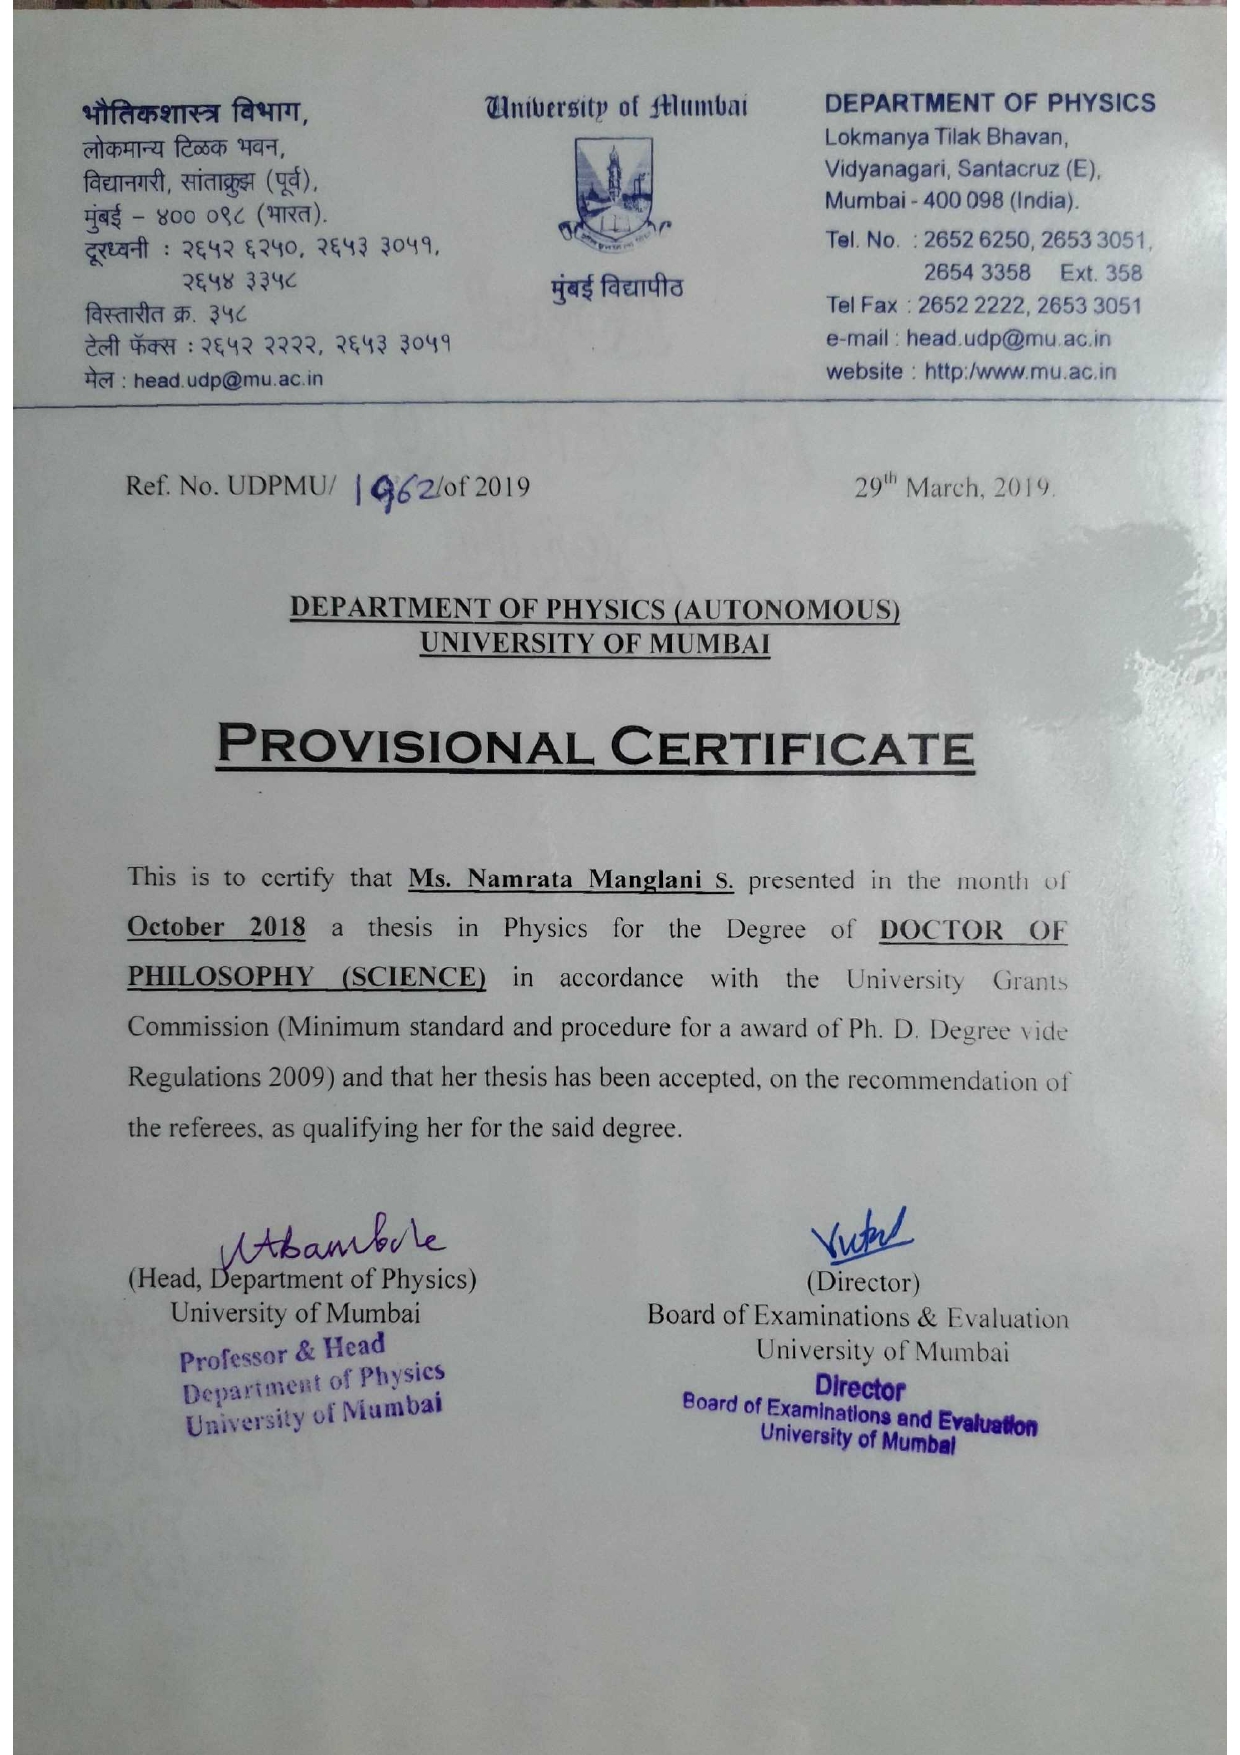 भौतिकशास्त्र विभाग,
लोकमान्य टिळक भवन,
विद्यानगरी, सांताक्रुझ (पूर्व),
मुंबई – ४०० ०९८ (भारत).
दूरध्वनी : २६५२ ६२५०, २६५३ ३०५१,
२६५४ ३३५८
विस्तारीत क्र. ३५८
टेली फॅक्स : २६५२ २२२२, २६५३ ३०५१
मेल : head.udp@mu.ac.in
University of Mumbai
मुंबई विद्यापीठ
DEPARTMENT OF PHYSICS
Lokmanya Tilak Bhavan,
Vidyanagari, Santacruz (E),
Mumbai - 400 098 (India).
Tel. No. : 2652 6250, 2653 3051,
2654 3358 Ext. 358
Tel Fax : 2652 2222, 2653 3051
e-mail : head.udp@mu.ac.in
website : http:/www.mu.ac.in
Ref. No. UDPMU/ 1962/of 2019
29th March, 2019.
DEPARTMENT OF PHYSICS (AUTONOMOUS)
UNIVERSITY OF MUMBAI
PROVISIONAL CERTIFICATE
This is to certify that Ms. Namrata Manglani S. presented in the month of
October 2018 a thesis in Physics for the Degree of DOCTOR OF
PHILOSOPHY (SCIENCE) in accordance with the University Grants
Commission (Minimum standard and procedure for a award of Ph. D. Degree vide
Regulations 2009) and that her thesis has been accepted, on the recommendation of
the referees, as qualifying her for the said degree.
(Head, Department of Physics)
University of Mumbai
Professor & Head
Department of Physics
University of Mumbai
(Director)
Board of Examinations & Evaluation
University of Mumbai
Director
Board of Examinations and Evaluation
University of Mumbai